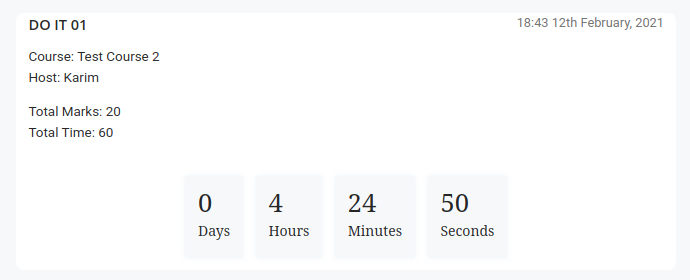 DO IT 01
18:43 12th February, 2021
Course: Test Course 2
Host: Karim
Total Marks: 20
Total Time: 60
0 4 24 50
Days Hours Minutes Seconds